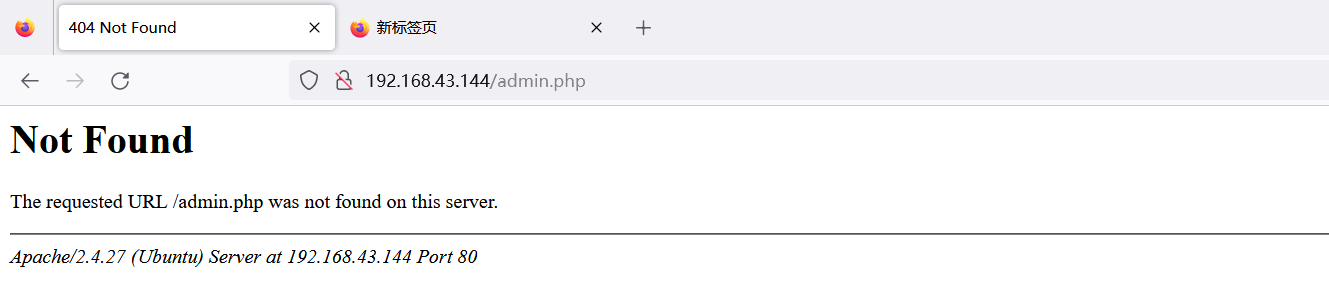 404 Not Found
新标签页
192.168.43.144/admin.php
Not Found
The requested URL /admin.php was not found on this server.
Apache/2.4.27 (Ubuntu) Server at 192.168.43.144 Port 80